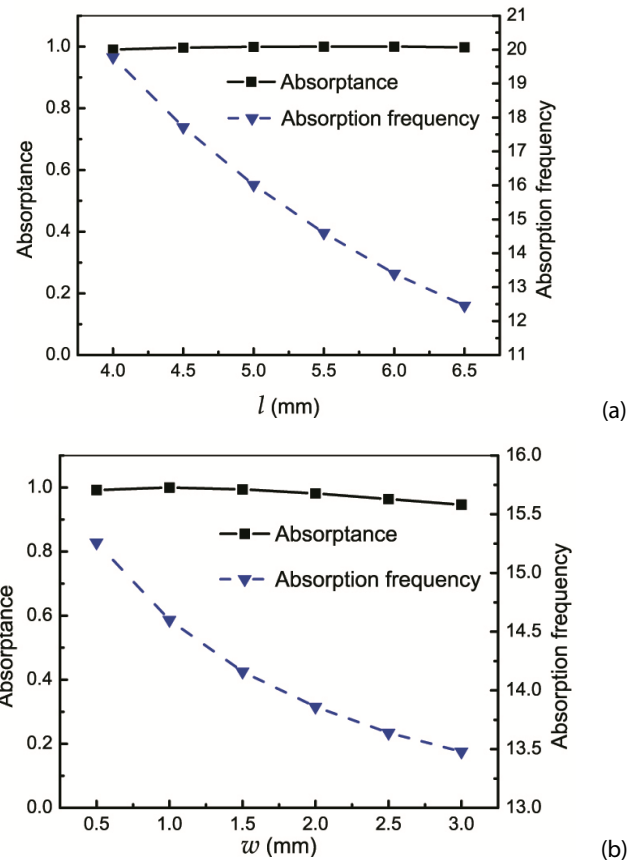 Absorptance
1.0
0.8
0.6
0.4
0.2
0.0
Absorptance
Absorption frequency
21
20
19
18
17
16
15
14
13
12
11
Absorption frequency
4.0 4.5 5.0 5.5 6.0 6.5
l (mm)
(a)
Absorptance
1.0
0.8
0.6
0.4
0.2
0.0
Absorptance
Absorption frequency
16.0
15.5
15.0
14.5
14.0
13.5
13.0
Absorption frequency
0.5 1.0 1.5 2.0 2.5 3.0
w (mm)
(b)